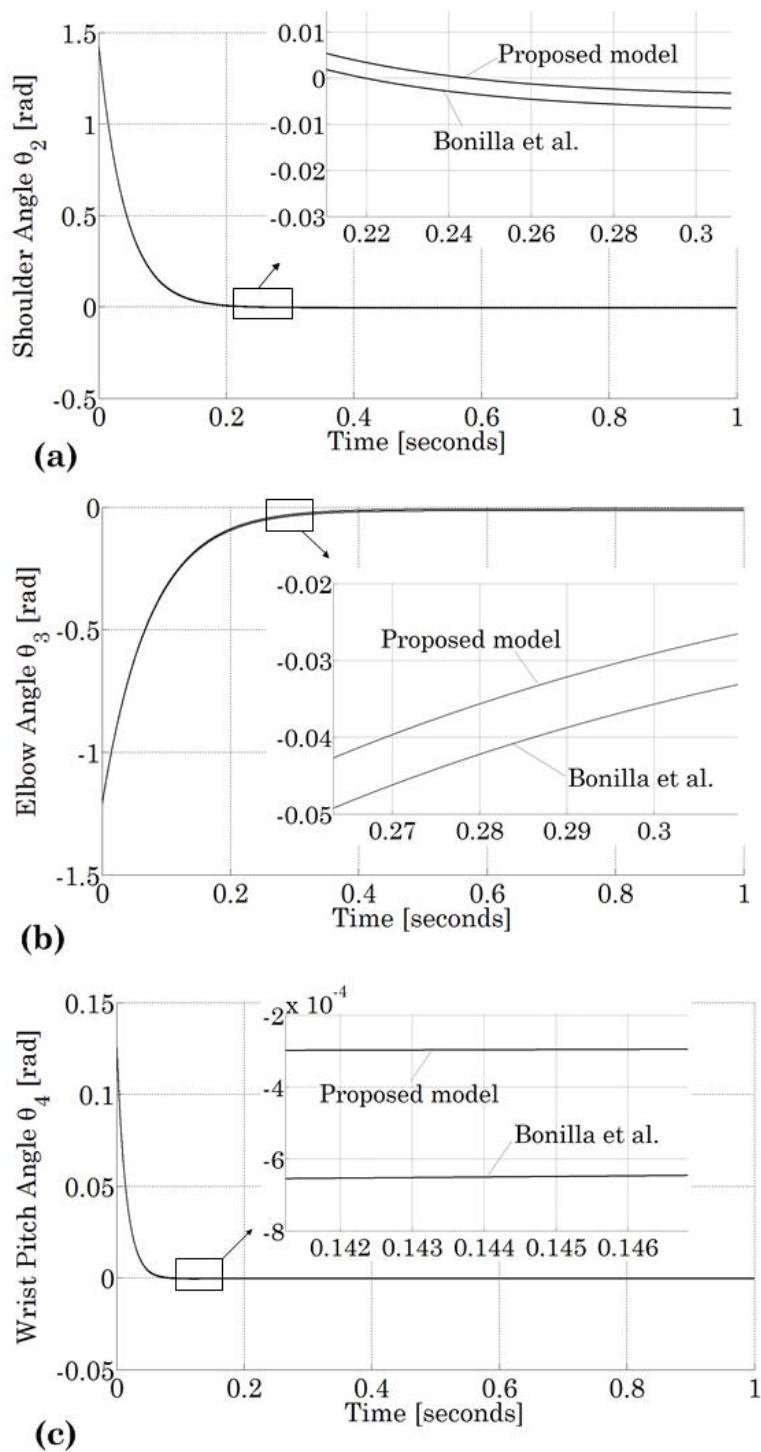 Shoulder Angle θ_2 [rad]
1.5
1
0.5
0
-0.5
0.01
0
-0.01
-0.02
-0.03
Proposed model
Bonilla et al.
0.22 0.24 0.26 0.28 0.3
0 0.2 0.4 0.6 0.8 1
Time [seconds]
(a)
Elbow Angle θ_3 [rad]
0
-0.5
-1
-1.5
-0.02
-0.03
-0.04
-0.05
Proposed model
Bonilla et al.
0.27 0.28 0.29 0.3
0 0.2 0.4 0.6 0.8 1
Time [seconds]
(b)
Wrist Pitch Angle θ_4 [rad]
0.15
0.1
0.05
0
-0.05
x 10^-4
-2
-4
-6
-8
Proposed model
Bonilla et al.
0.142 0.143 0.144 0.145 0.146
0 0.2 0.4 0.6 0.8 1
Time [seconds]
(c)